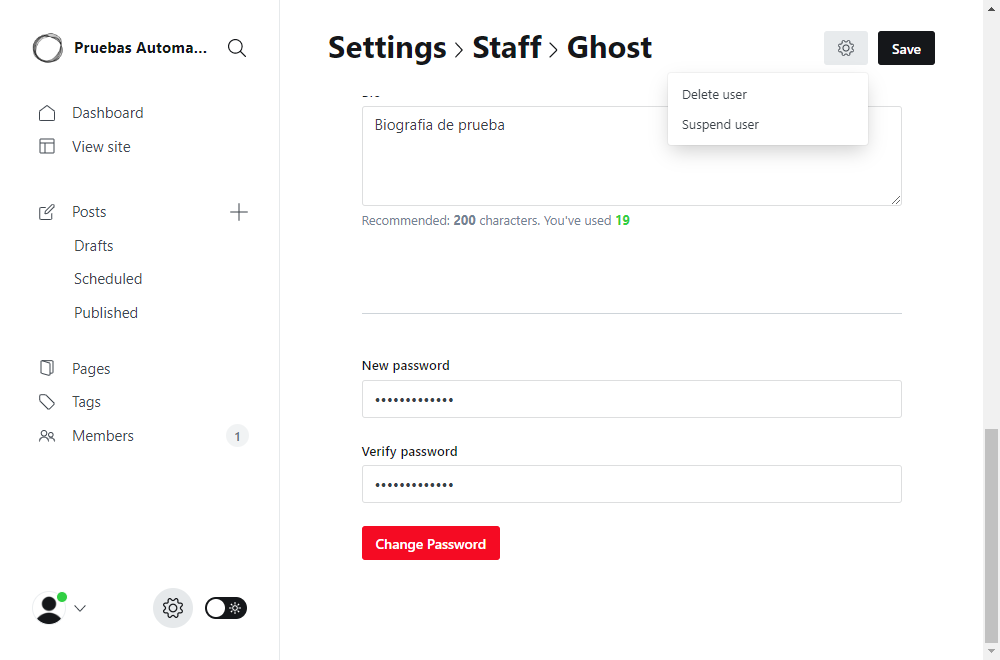 Pruebas Automa...
Settings > Staff > Ghost
Save
Delete user
Suspend user
Dashboard
View site
Posts
Drafts
Scheduled
Published
Pages
Tags
Members
1
Biografia de prueba
Recommended: 200 characters. You've used 19
New password
•••••••••••••
Verify password
•••••••••••••
Change Password